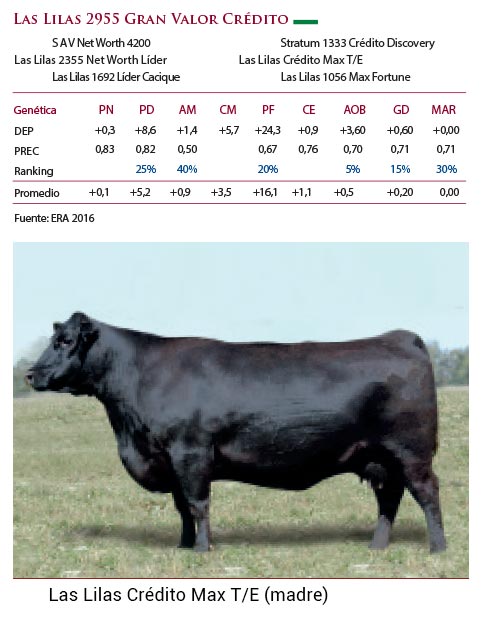 Las Lilas 2955 Gran Valor Crédito
S A V Net Worth 4200 Stratum 1333 Crédito Discovery
Las Lilas 2355 Net Worth Líder Las Lilas Crédito Max T/E
Las Lilas 1692 Líder Cacique Las Lilas 1056 Max Fortune
Genética PN PD AM CM PF CE AOB GD MAR
DEP +0,3 +8,6 +1,4 +5,7 +24,3 +0,9 +3,60 +0,60 +0,00
PREC 0,83 0,82 0,50 0,67 0,76 0,70 0,71 0,71
Ranking 25% 40% 20% 5% 15% 30%
Promedio +0,1 +5,2 +0,9 +3,5 +16,1 +1,1 +0,5 +0,20 0,00
Fuente: ERA 2016
Las Lilas Crédito Max T/E (madre)